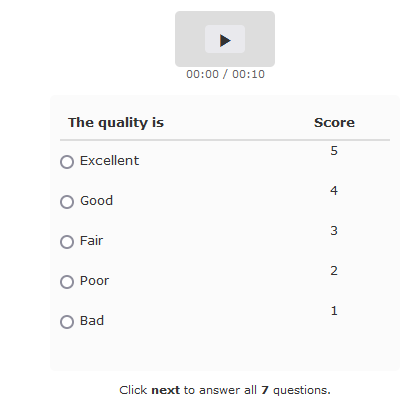 00:00 / 00:10
The quality is Score
Excellent 5
Good 4
Fair 3
Poor 2
Bad 1
Click next to answer all 7 questions.